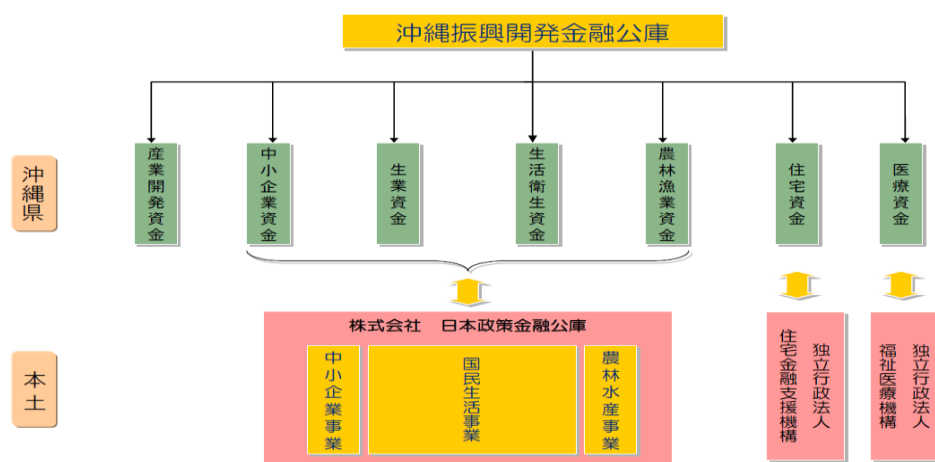 沖縄振興開発金融公庫
沖縄県
産業開発資金
中小企業資金
生業資金
生活衛生資金
農林漁業資金
住宅資金
医療資金
本土
株式会社　日本政策金融公庫
中小企業事業
国民生活事業
農林水産事業
独立行政法人
住宅金融支援機構
独立行政法人
福祉医療機構